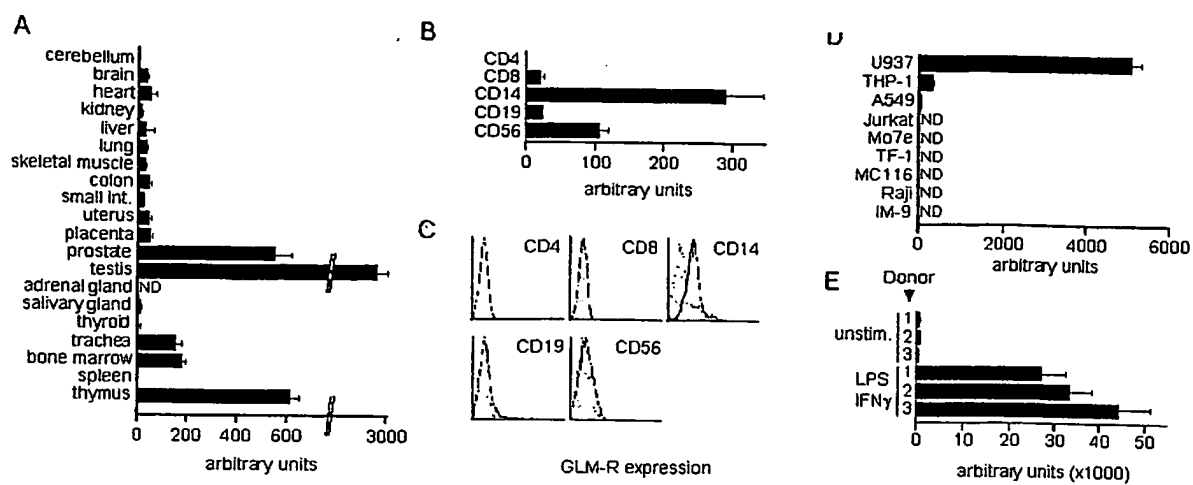 A
cerebellum
brain
heart
kidney
liver
lung
skeletal muscle
colon
small int.
uterus
placenta
prostate
testis
adrenal gland ND
salivary gland
thyroid
trachea
bone marrow
spleen
thymus
0 200 400 600 3000
arbitrary units
B
CD4
CD8
CD14
CD19
CD56
0 100 200 300
arbitrary units
C
CD4 CD8 CD14
CD19 CD56
GLM-R expression
D
U937
THP-1
A549
Jurkat ND
Mo7e ND
TF-1 ND
MC116 ND
Raji ND
IM-9 ND
0 2000 4000 6000
arbitrary units
E Donor
unstim. 1
2
3
LPS 1
IFNγ 2
3
0 10 20 30 40 50
arbitrary units (x1000)